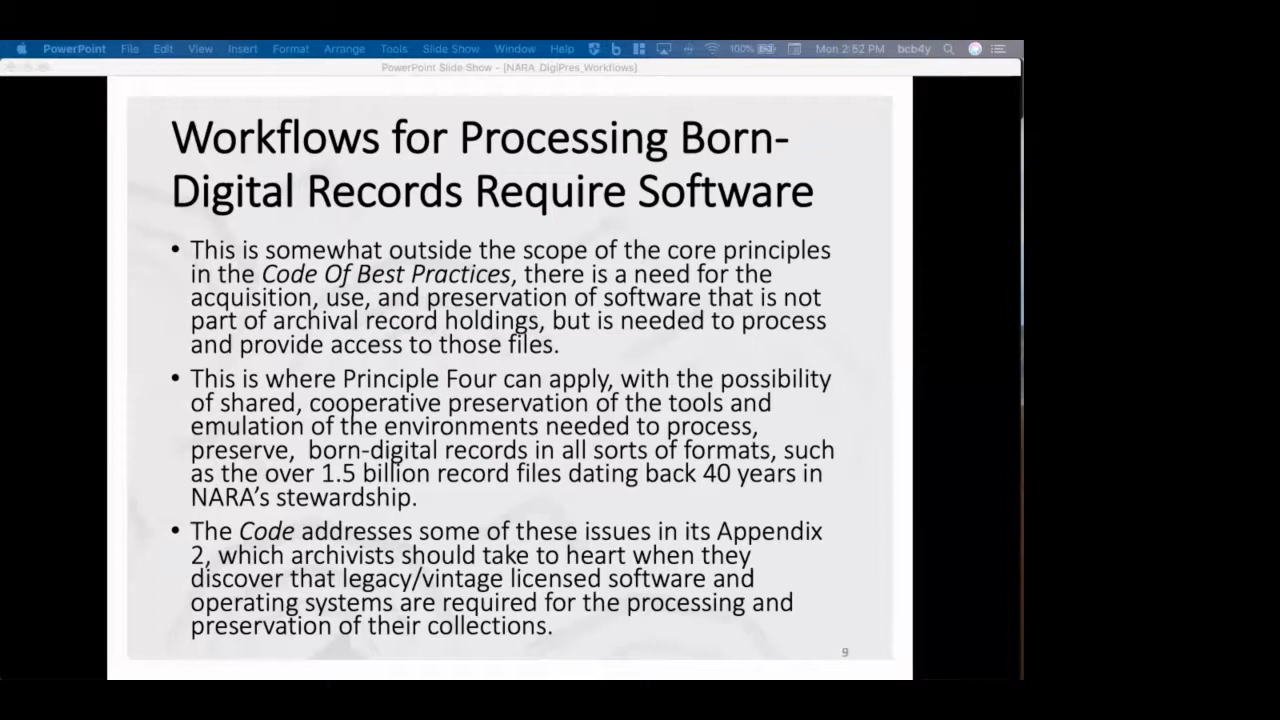 PowerPoint File Edit View Insert Format Arrange Tools Slide Show Window Help 100% Mon 2:52 PM bcb4y
PowerPoint Slide Show - [NARA_DigiPres_Workflows]
Workflows for Processing Born-
Digital Records Require Software
• This is somewhat outside the scope of the core principles
in the Code Of Best Practices, there is a need for the
acquisition, use, and preservation of software that is not
part of archival record holdings, but is needed to process
and provide access to those files.
• This is where Principle Four can apply, with the possibility
of shared, cooperative preservation of the tools and
emulation of the environments needed to process,
preserve,  born-digital records in all sorts of formats, such
as the over 1.5 billion record files dating back 40 years in
NARA’s stewardship.
• The Code addresses some of these issues in its Appendix
2, which archivists should take to heart when they
discover that legacy/vintage licensed software and
operating systems are required for the processing and
preservation of their collections.
9